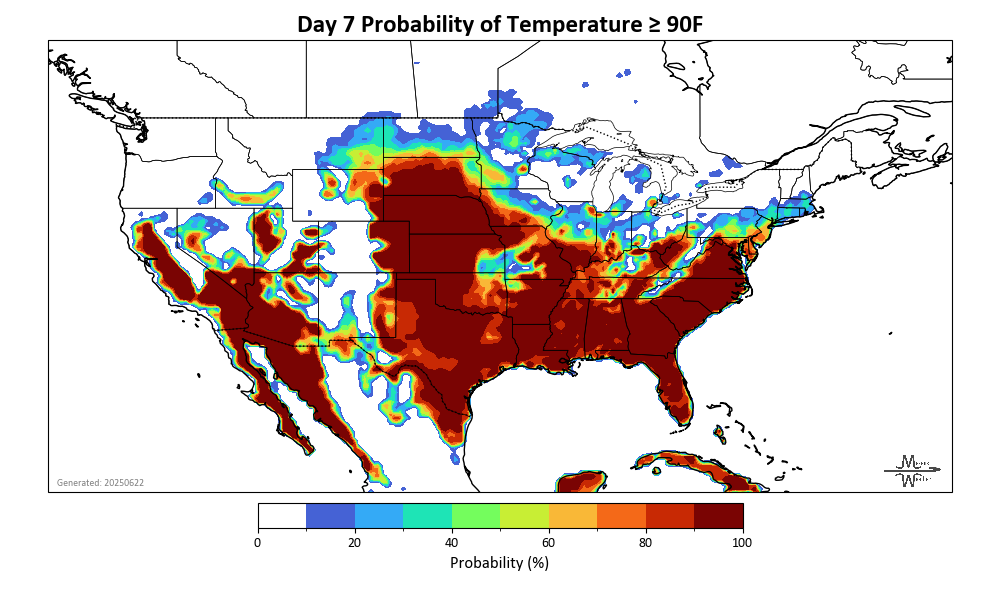 Day 7 Probability of Temperature ≥ 90F
Generated: 20250622
0 20 40 60 80 100
Probability (%)